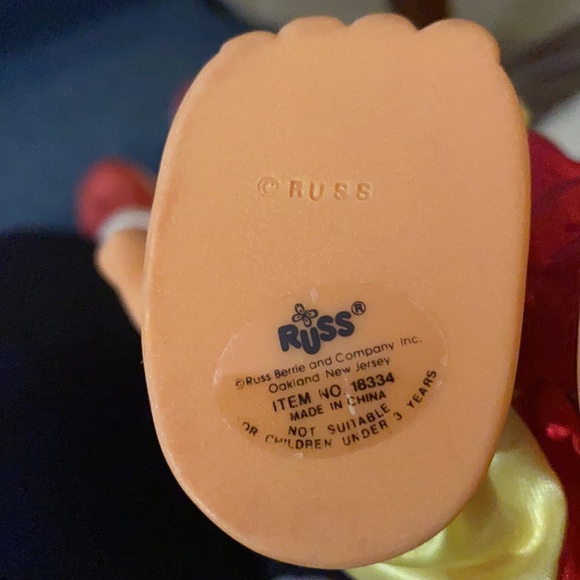 © RUSS
RUSS®
©Russ Berrie and Company Inc.
Oakland New Jersey
ITEM NO. 18334
MADE IN CHINA
NOT SUITABLE
FOR CHILDREN UNDER 3 YEARS